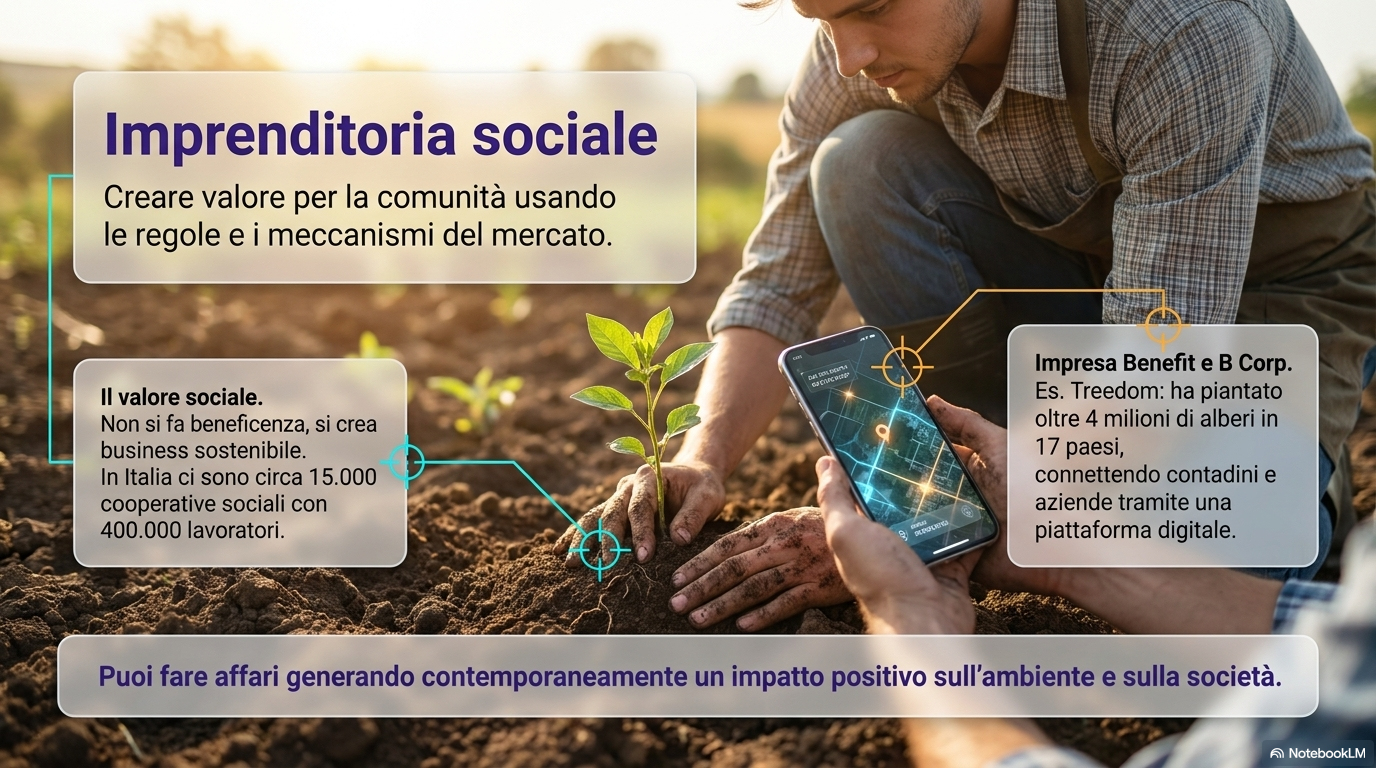 Imprenditoria sociale
Creare valore per la comunità usando
le regole e i meccanismi del mercato.
Il valore sociale.
Non si fa beneficenza, si crea
business sostenibile.
In Italia ci sono circa 15.000
cooperative sociali con
400.000 lavoratori.
Impresa Benefit e B Corp.
Es. Treedom: ha piantato
oltre 4 milioni di alberi in
17 paesi,
connettendo contadini e
aziende tramite una
piattaforma digitale.
Puoi fare affari generando contemporaneamente un impatto positivo sull’ambiente e sulla società.
NotebookLM